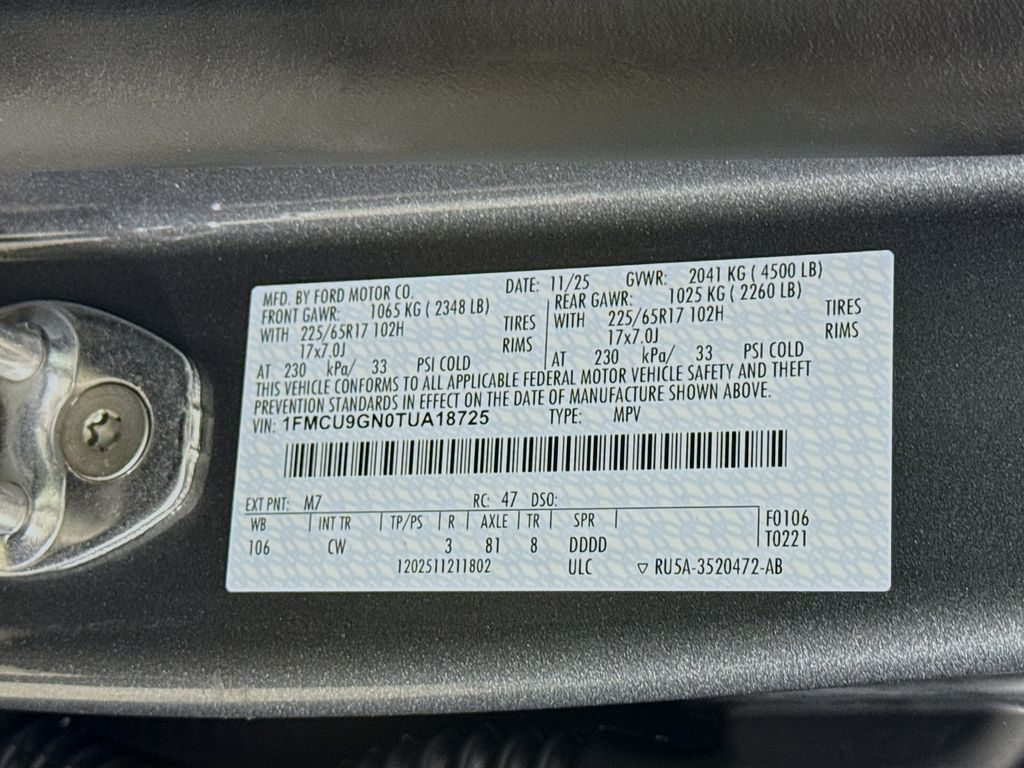 MFD. BY FORD MOTOR CO. DATE: 11/25 GVWR: 2041 KG ( 4500 LB)
FRONT GAWR: 1065 KG ( 2348 LB) REAR GAWR: 1025 KG ( 2260 LB)
WITH 225/65R17 102H TIRES WITH 225/65R17 102H TIRES
17x7.0J RIMS 17x7.0J RIMS
AT 230 kPa/ 33 PSI COLD AT 230 kPa/ 33 PSI COLD
THIS VEHICLE CONFORMS TO ALL APPLICABLE FEDERAL MOTOR VEHICLE SAFETY AND THEFT
PREVENTION STANDARDS IN EFFECT ON THE DATE OF MANUFACTURE SHOWN ABOVE.
VIN: 1FMCU9GN0TUA18725 TYPE: MPV
EXT PNT: M7 RC: 47 DSO:
WB INT TR TP/PS R AXLE TR SPR F0106
106 CW 3 81 8 DDDD T0221
1202511211802 ULC ▽ RU5A-3520472-AB